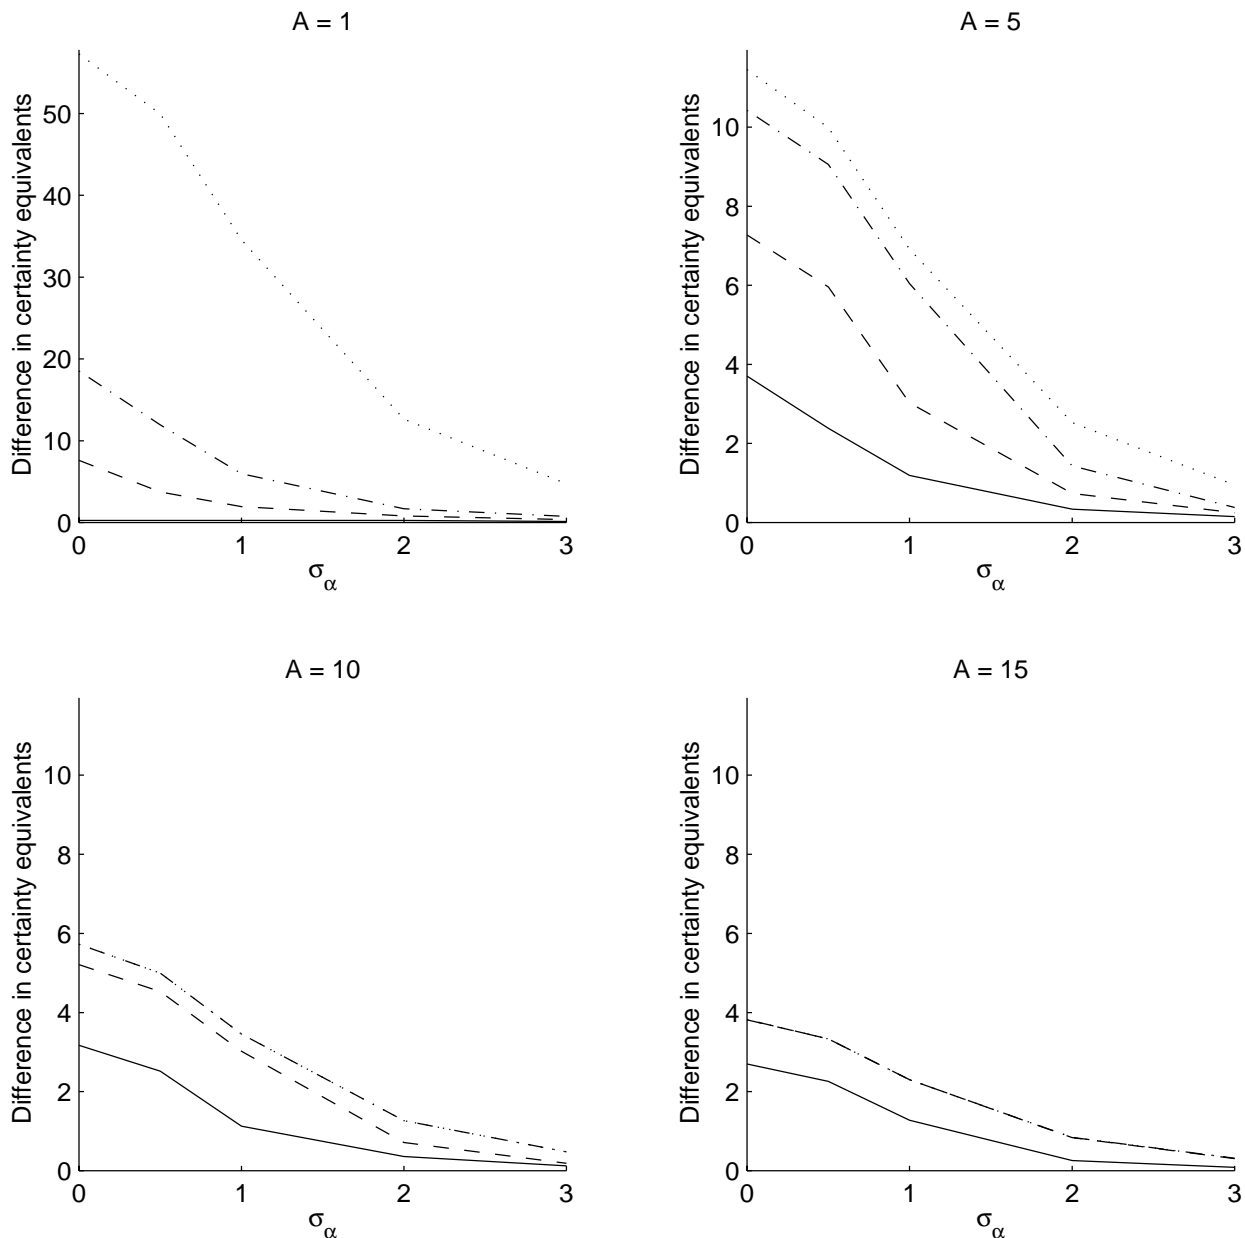 A = 1
Difference in certainty equivalents
50
40
30
20
10
0
0 1 2 3
σα
A = 5
Difference in certainty equivalents
10
8
6
4
2
0
0 1 2 3
σα
A = 10
Difference in certainty equivalents
10
8
6
4
2
0
0 1 2 3
σα
A = 15
Difference in certainty equivalents
10
8
6
4
2
0
0 1 2 3
σα